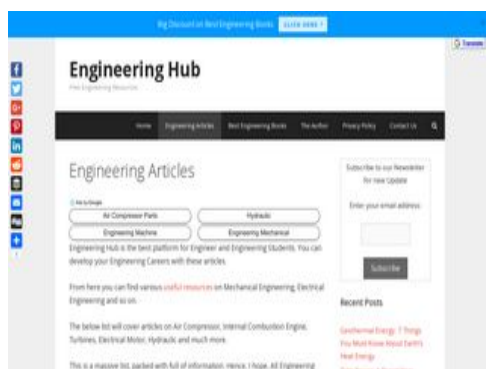 Big Discount on Best Engineering Books CLICK HERE !
Translate
Engineering Hub
Free Engineering Resources
Home Engineering Articles Best Engineering Books The Author Privacy Policy Contact Us
Engineering Articles
Ads by Google
Air Compressor Parts Hydraulic
Engineering Machine Engineering Mechanical
Engineering Hub is the best platform for Engineer and Engineering Students. You can
develop your Engineering Careers with these articles.
From here you can find various useful resources on Mechanical Engineering, Electrical
Engineering and so on.
The below list will cover articles on Air Compressor, Internal Combustion Engine,
Turbines, Electrical Motor, Hydraulic and much more.
This is a massive list, packed with full of information. Hence, I hope, All Engineering
Subscribe to our Newsletter
for new Update
Enter your email address:
Subscribe
Recent Posts
Geothermal Energy: 7 Things
You Must Know About Earth's
Heat Energy